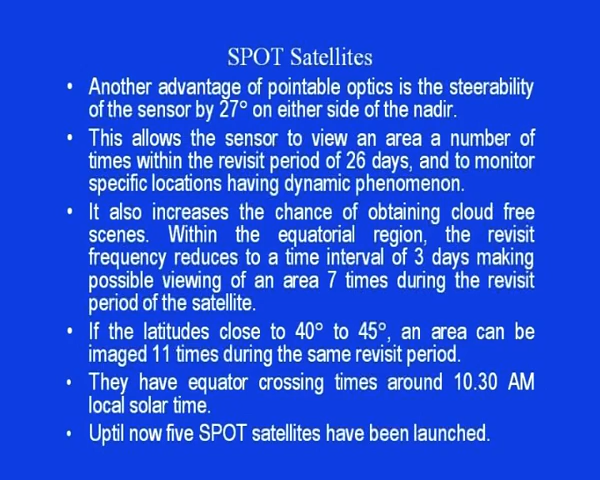 SPOT Satellites
• Another advantage of pointable optics is the steerability
of the sensor by 27° on either side of the nadir.
• This allows the sensor to view an area a number of
times within the revisit period of 26 days, and to monitor
specific locations having dynamic phenomenon.
• It also increases the chance of obtaining cloud free
scenes. Within the equatorial region, the revisit
frequency reduces to a time interval of 3 days making
possible viewing of an area 7 times during the revisit
period of the satellite.
• If the latitudes close to 40° to 45°, an area can be
imaged 11 times during the same revisit period.
• They have equator crossing times around 10.30 AM
local solar time.
• Uptil now five SPOT satellites have been launched.